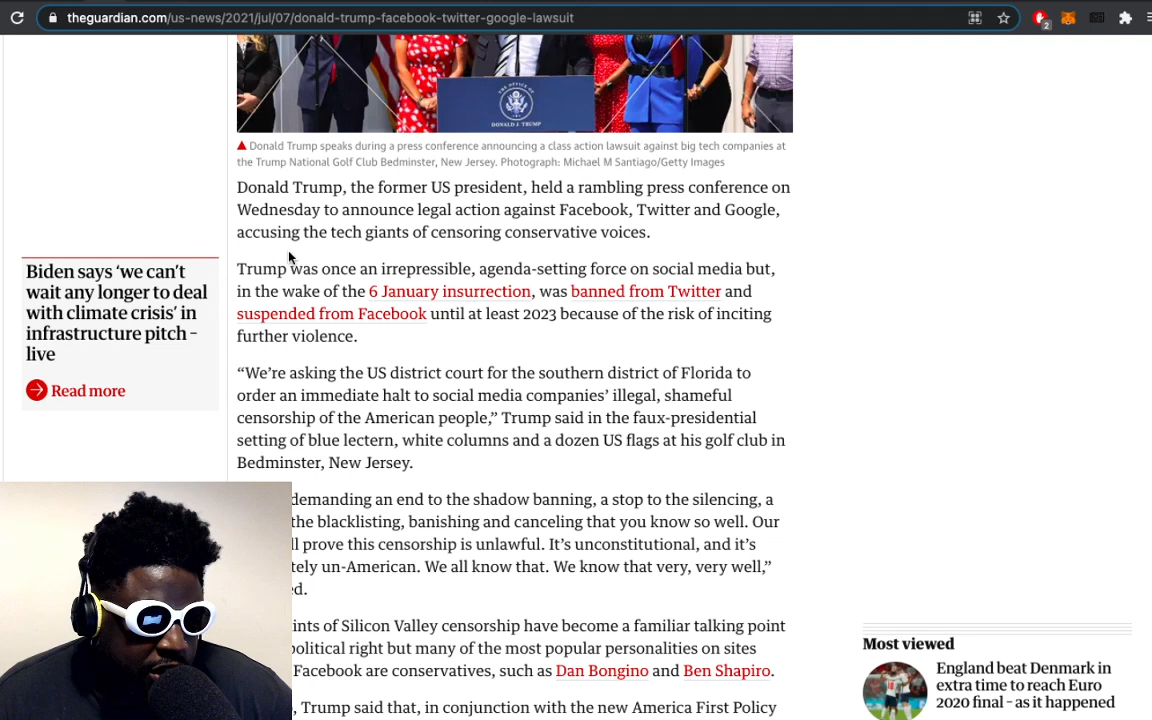 theguardian.com/us-news/2021/jul/07/donald-trump-facebook-twitter-google-lawsuit
2
THE OFFICE OF
DONALD J. TRUMP
Donald Trump speaks during a press conference announcing a class action lawsuit against big tech companies at
the Trump National Golf Club Bedminster, New Jersey. Photograph: Michael M Santiago/Getty Images
Donald Trump, the former US president, held a rambling press conference on
Wednesday to announce legal action against Facebook, Twitter and Google,
accusing the tech giants of censoring conservative voices.
Biden says ‘we can’t
wait any longer to deal
with climate crisis’ in
infrastructure pitch –
live
Read more
Trump was once an irrepressible, agenda-setting force on social media but,
in the wake of the 6 January insurrection, was banned from Twitter and
suspended from Facebook until at least 2023 because of the risk of inciting
further violence.
“We’re asking the US district court for the southern district of Florida to
order an immediate halt to social media companies’ illegal, shameful
censorship of the American people,” Trump said in the faux-presidential
setting of blue lectern, white columns and a dozen US flags at his golf club in
Bedminster, New Jersey.
demanding an end to the shadow banning, a stop to the silencing, a
the blacklisting, banishing and canceling that you know so well. Our
ll prove this censorship is unlawful. It’s unconstitutional, and it’s
tely un-American. We all know that. We know that very, very well,”
ed.
ints of Silicon Valley censorship have become a familiar talking point
political right but many of the most popular personalities on sites
Facebook are conservatives, such as Dan Bongino and Ben Shapiro.
, Trump said that, in conjunction with the new America First Policy
Most viewed
England beat Denmark in
extra time to reach Euro
2020 final – as it happened